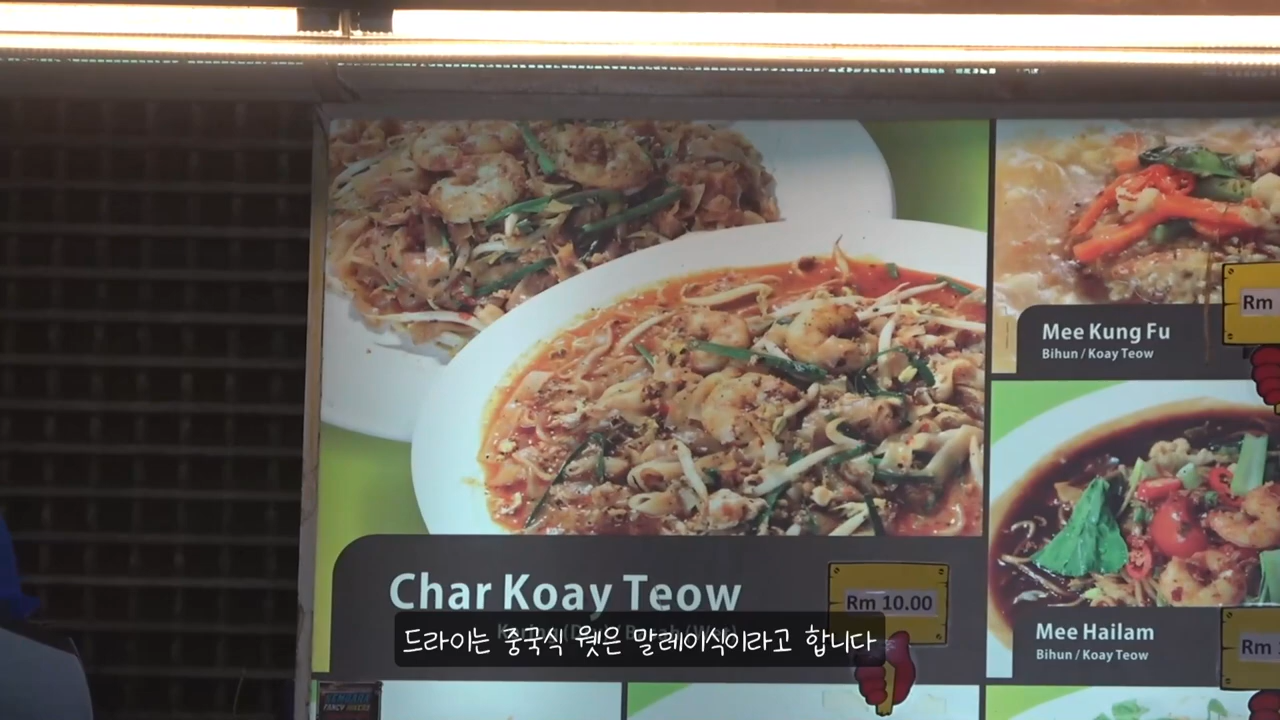 Char Koay Teow
Rm 10.00
드라이는 중국식 웻은 말레이식이라고 합니다
Mee Kung Fu
Bihun / Koay Teow
Rm
Mee Hailam
Bihun / Koay Teow
Rm